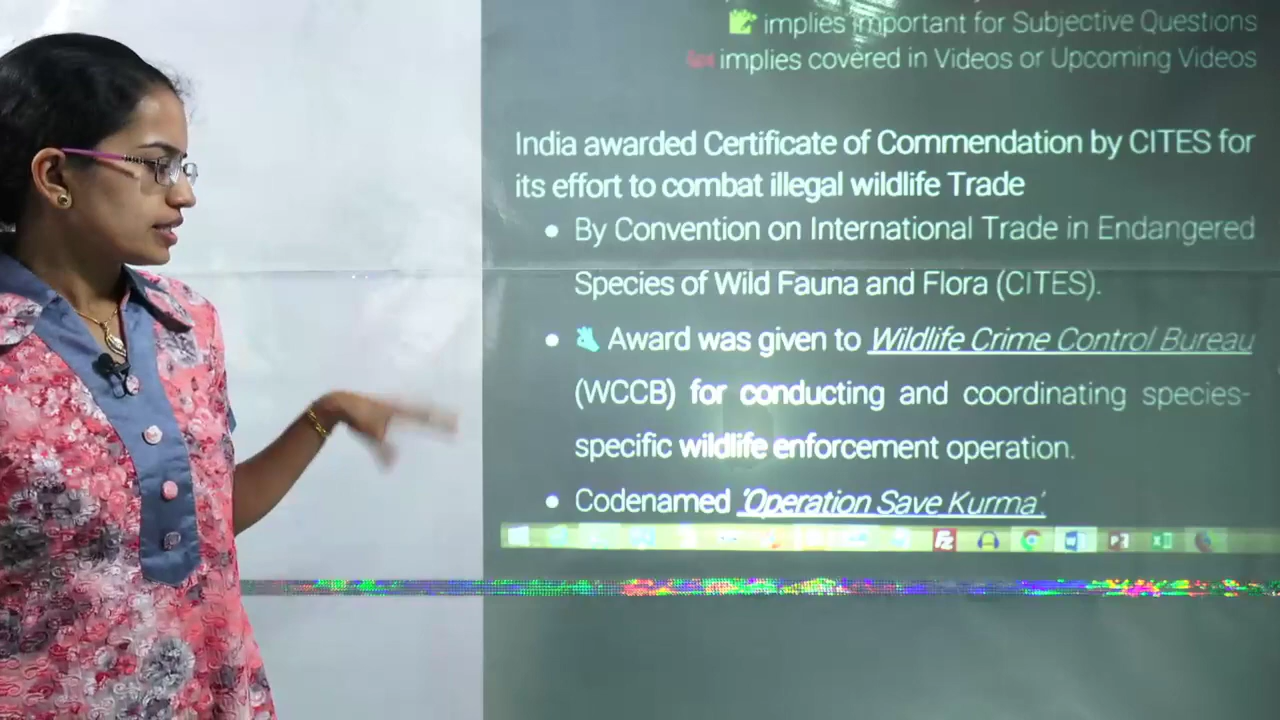 implies important for Subjective Questions
implies covered in Videos or Upcoming Videos
India awarded Certificate of Commendation by CITES for
its effort to combat illegal wildlife Trade
• By Convention on International Trade in Endangered
Species of Wild Fauna and Flora (CITES).
• Award was given to Wildlife Crime Control Bureau
(WCCB) for conducting and coordinating species-
specific wildlife enforcement operation.
• Codenamed 'Operation Save Kurma'.